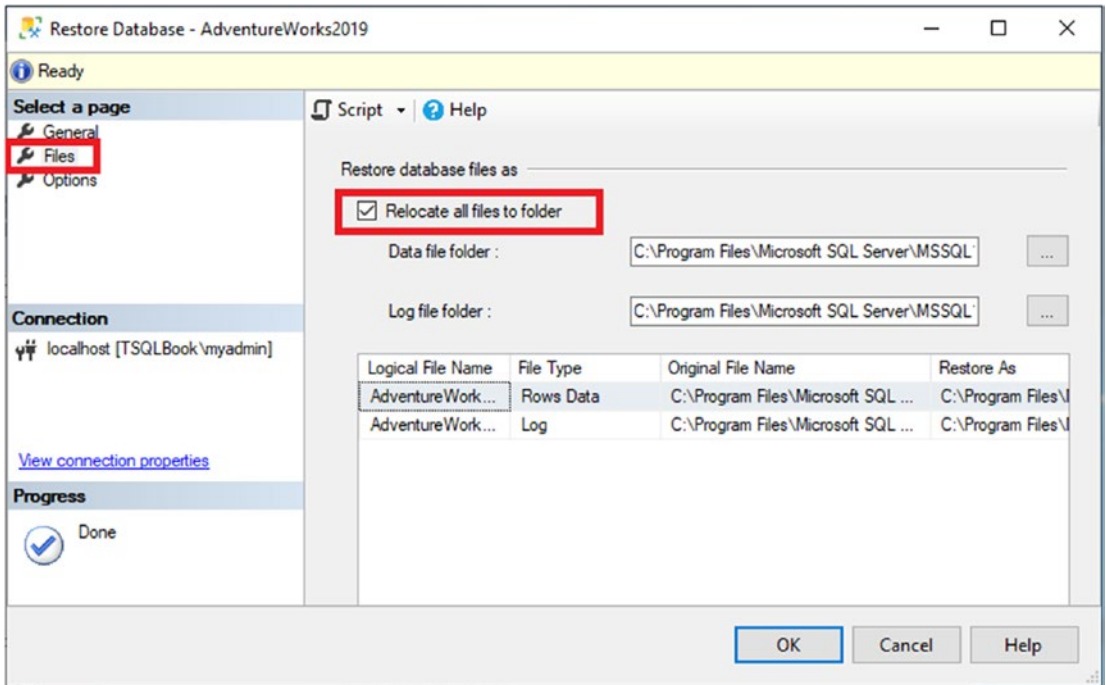 Restore Database - AdventureWorks2019
Ready
Select a page
General
Files
Options
Script
Help
Restore database files as
Relocate all files to folder
Data file folder :
C:\Program Files\Microsoft SQL Server\MSSQL
...
Log file folder :
C:\Program Files\Microsoft SQL Server\MSSQL
...
Connection
localhost [TSQLBook\myadmin]
View connection properties
Logical File Name File Type Original File Name Restore As
AdventureWork... Rows Data C:\Program Files\Microsoft SQL ... C:\Program Files\
AdventureWork... Log C:\Program Files\Microsoft SQL ... C:\Program Files\
Progress
Done
OK Cancel Help